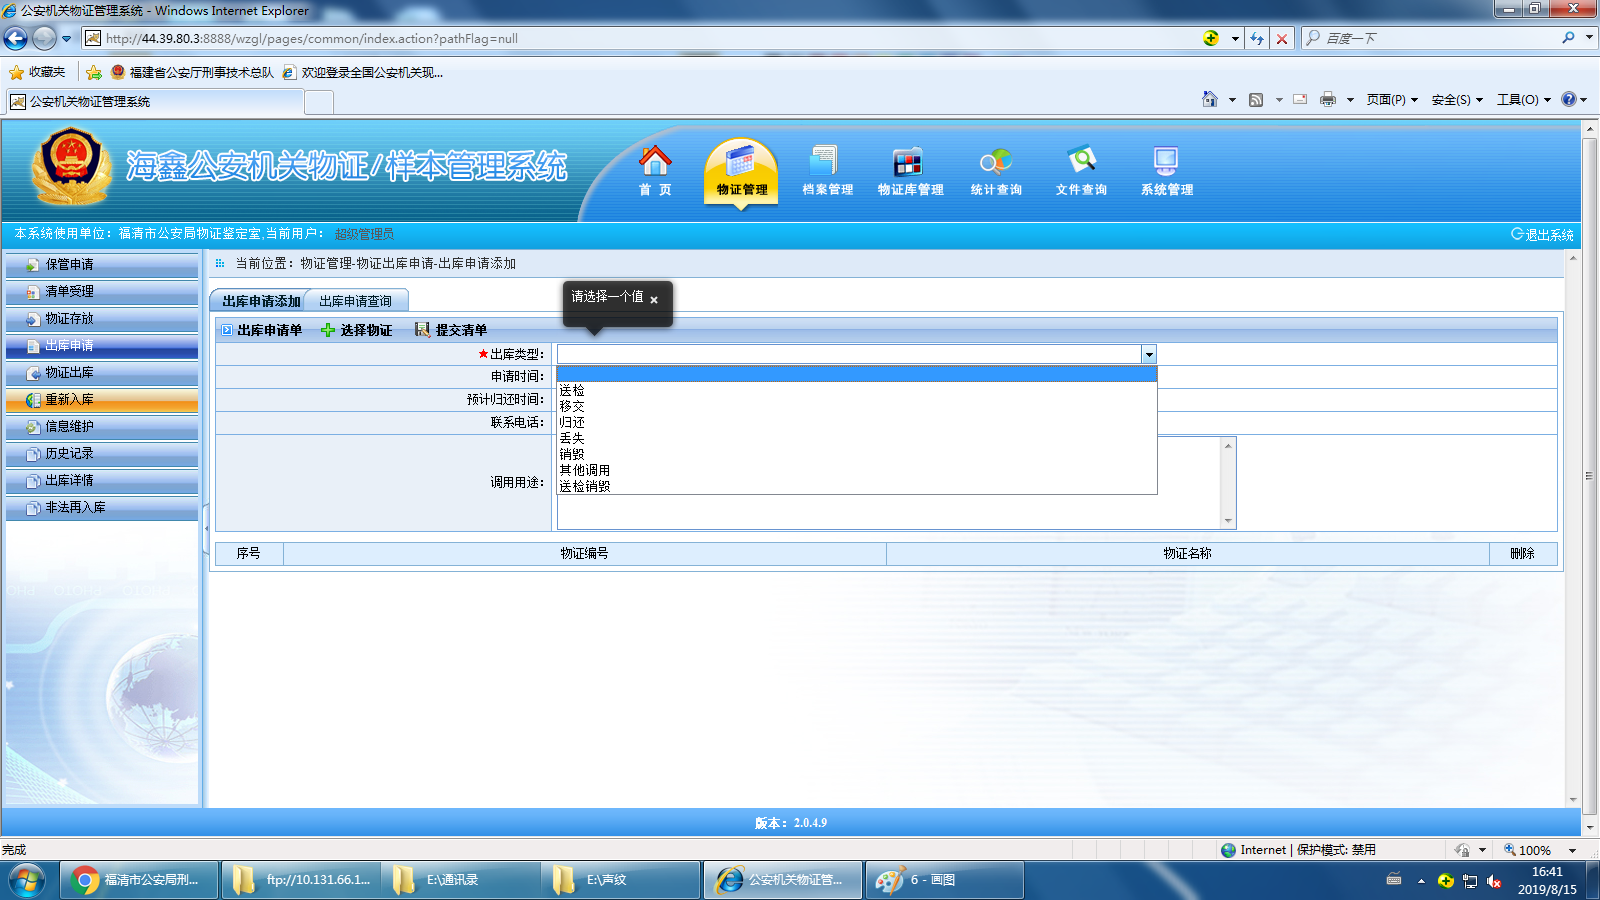 公安机关物证管理系统 - Windows Internet Explorer
http://44.39.80.3:8888/wzgl/pages/common/index.action?pathFlag=null
百度一下
收藏夹
福建省公安厅刑事技术总队
欢迎登录全国公安机关现...
公安机关物证管理系统
页面(P)
安全(S)
工具(O)
海鑫公安机关物证/样本管理系统
首 页
物证管理
档案管理
物证库管理
统计查询
文件查询
系统管理
本系统使用单位：福清市公安局物证鉴定室,当前用户： 超级管理员
退出系统
保管申请
清单受理
物证存放
出库申请
物证出库
重新入库
信息维护
历史记录
出库详情
非法再入库
当前位置：物证管理-物证出库申请-出库申请添加
出库申请添加
出库申请查询
请选择一个值 ×
出库申请单
选择物证
提交清单
★出库类型:
申请时间:
预计归还时间:
联系电话:
调用用途:
送检
移交
归还
丢失
销毁
其他调用
送检销毁
序号
物证编号
物证名称
删除
版本：2.0.4.9
完成
Internet | 保护模式: 禁用
100%
福清市公安局刑...
ftp://10.131.66.1...
E:\通讯录
E:\声纹
公安机关物证管...
6 - 画图
16:41
2019/8/15